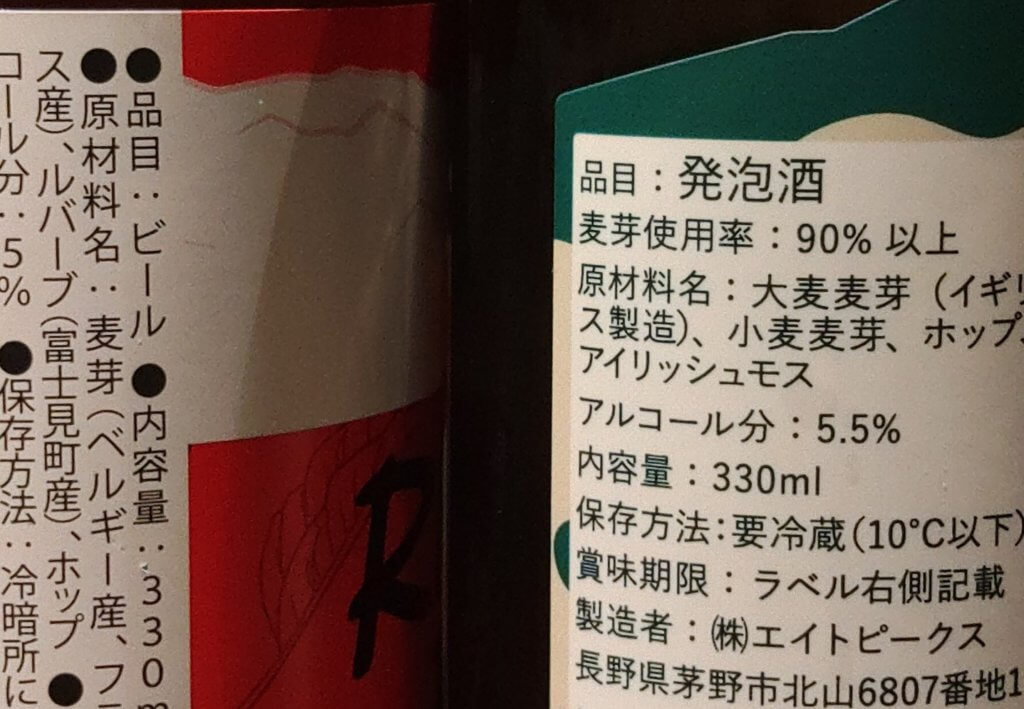 ●品目：ビール ●内容量：330m
●原材料名：麦芽（ベルギー産、フラ
ス産）、ルバーブ（富士見町産）、ホップ ●
コール分：5% ●保存方法：冷暗所に
R
品目：発泡酒
麦芽使用率：90% 以上
原材料名：大麦麦芽（イギリ
ス製造）、小麦麦芽、ホップ、
アイリッシュモス
アルコール分：5.5%
内容量：330ml
保存方法：要冷蔵（10℃以下）
賞味期限：ラベル右側記載
製造者：㈱エイトピークス
長野県茅野市北山6807番地1